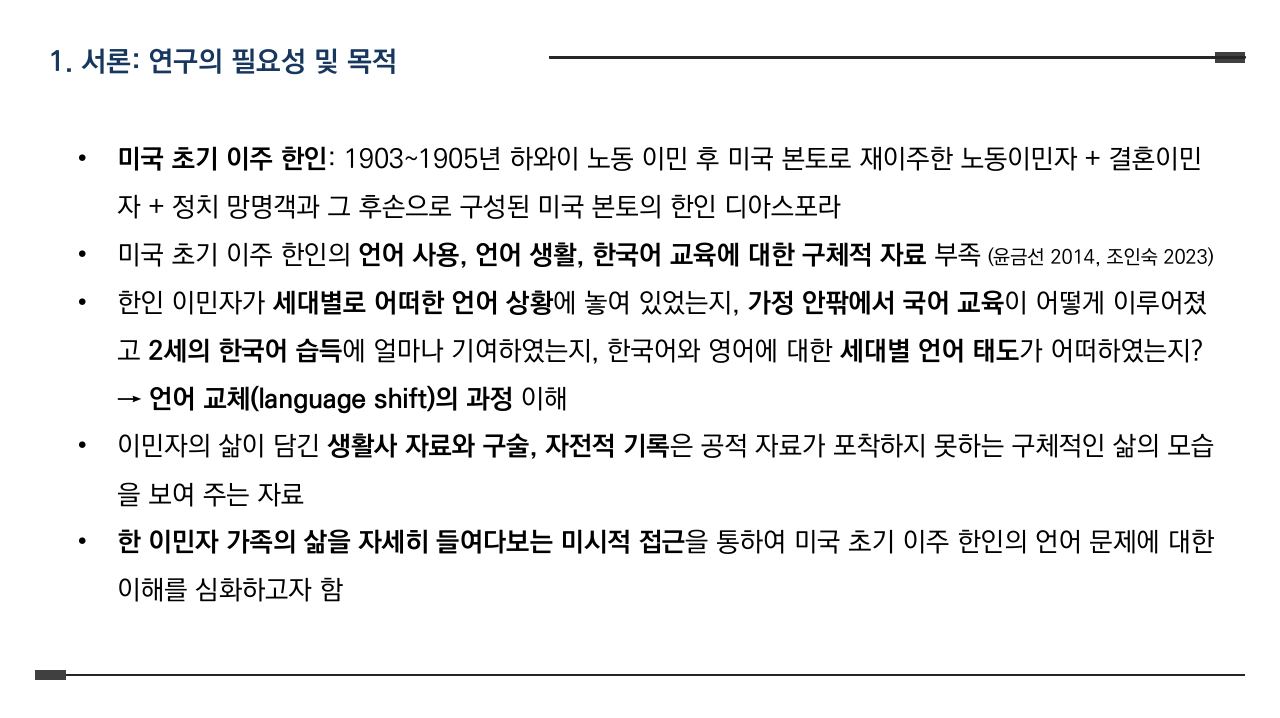 1. 서론: 연구의 필요성 및 목적
• 미국 초기 이주 한인: 1903~1905년 하와이 노동 이민 후 미국 본토로 재이주한 노동이민자 + 결혼이민
자 + 정치 망명객과 그 후손으로 구성된 미국 본토의 한인 디아스포라
• 미국 초기 이주 한인의 언어 사용, 언어 생활, 한국어 교육에 대한 구체적 자료 부족 (윤금선 2014, 조인숙 2023)
• 한인 이민자가 세대별로 어떠한 언어 상황에 놓여 있었는지, 가정 안팎에서 국어 교육이 어떻게 이루어졌
고 2세의 한국어 습득에 얼마나 기여하였는지, 한국어와 영어에 대한 세대별 언어 태도가 어떠하였는지?
→ 언어 교체(language shift)의 과정 이해
• 이민자의 삶이 담긴 생활사 자료와 구술, 자전적 기록은 공적 자료가 포착하지 못하는 구체적인 삶의 모습
을 보여 주는 자료
• 한 이민자 가족의 삶을 자세히 들여다보는 미시적 접근을 통하여 미국 초기 이주 한인의 언어 문제에 대한
이해를 심화하고자 함